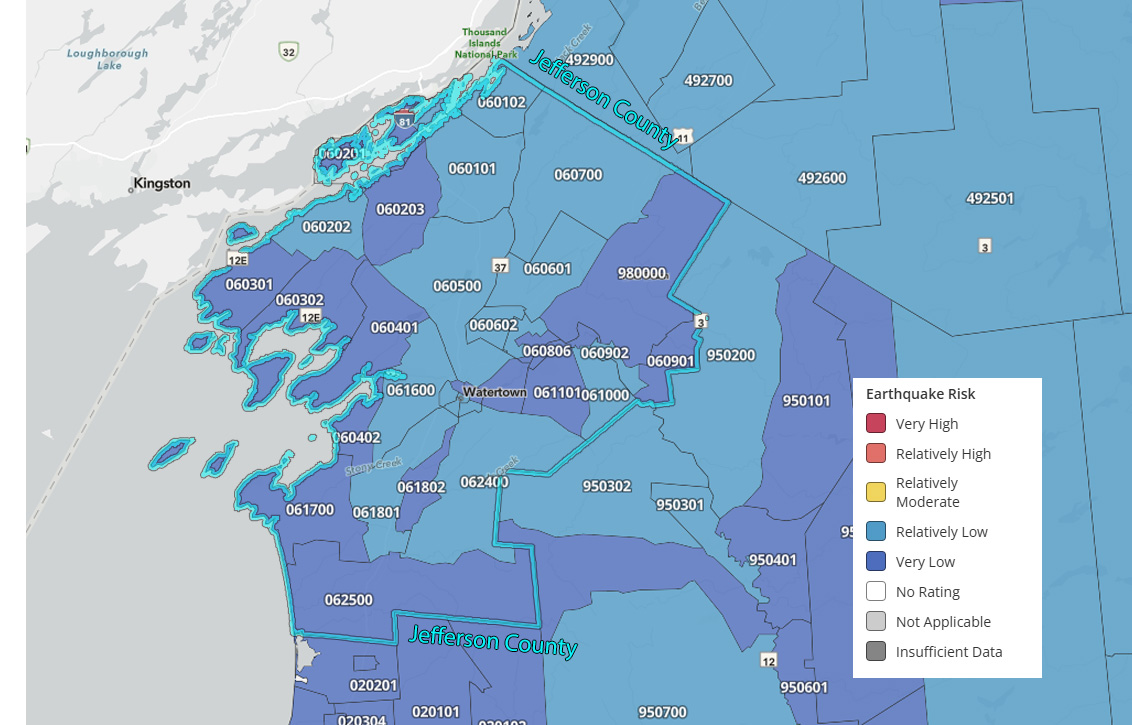 Thousand
Islands
National Park
Loughborough
Lake
32
492900
Jefferson County
492700
060102
81
11
060201
Kingston
060101
060700
492600
492501
060203
060202
3
12E
37
060601
980000
060301
060500
060302
12E
060401
060602
3
060806
060902
060901
950200
061600
Watertown
061101
061000
950101
060402
Stony Creek
Creek
061802
062400
950302
950301
061700
061801
950401
062500
Jefferson County
12
020201
950601
020304
020101
950700
Earthquake Risk
Very High
Relatively High
Relatively
Moderate
Relatively Low
Very Low
No Rating
Not Applicable
Insufficient Data